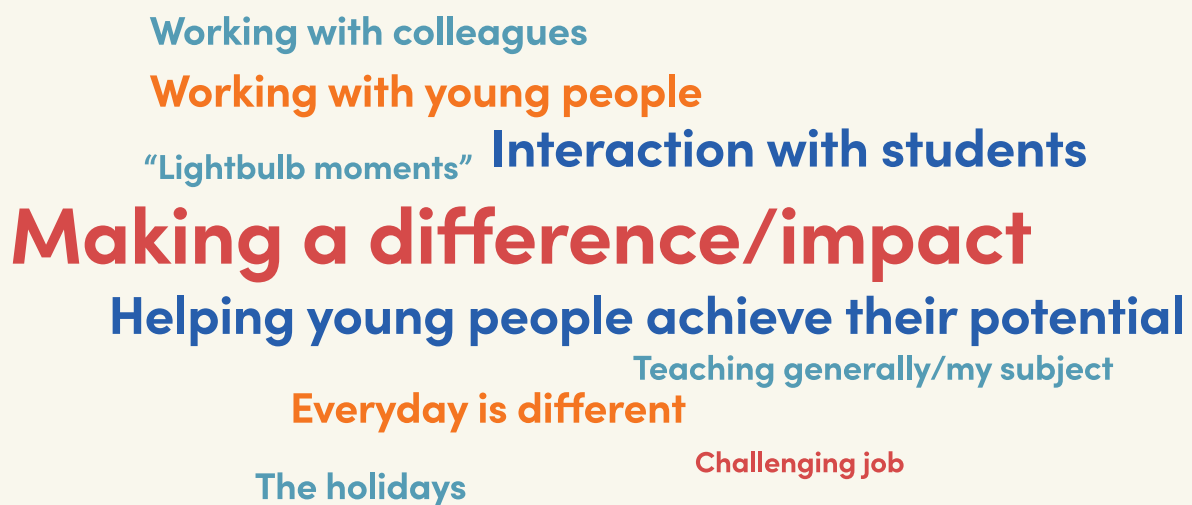 Working with colleagues
Working with young people
Interaction with students
“Lightbulb moments”
Making a difference/impact
Helping young people achieve their potential
Teaching generally/my subject
Everyday is different
Challenging job
The holidays